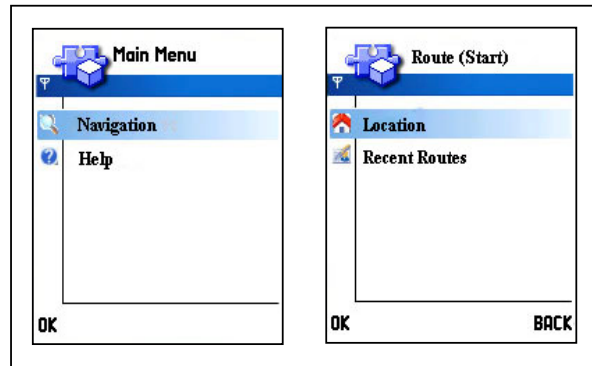 Main Menu
Navigation
Help
OK
Route (Start)
Location
Recent Routes
OK BACK